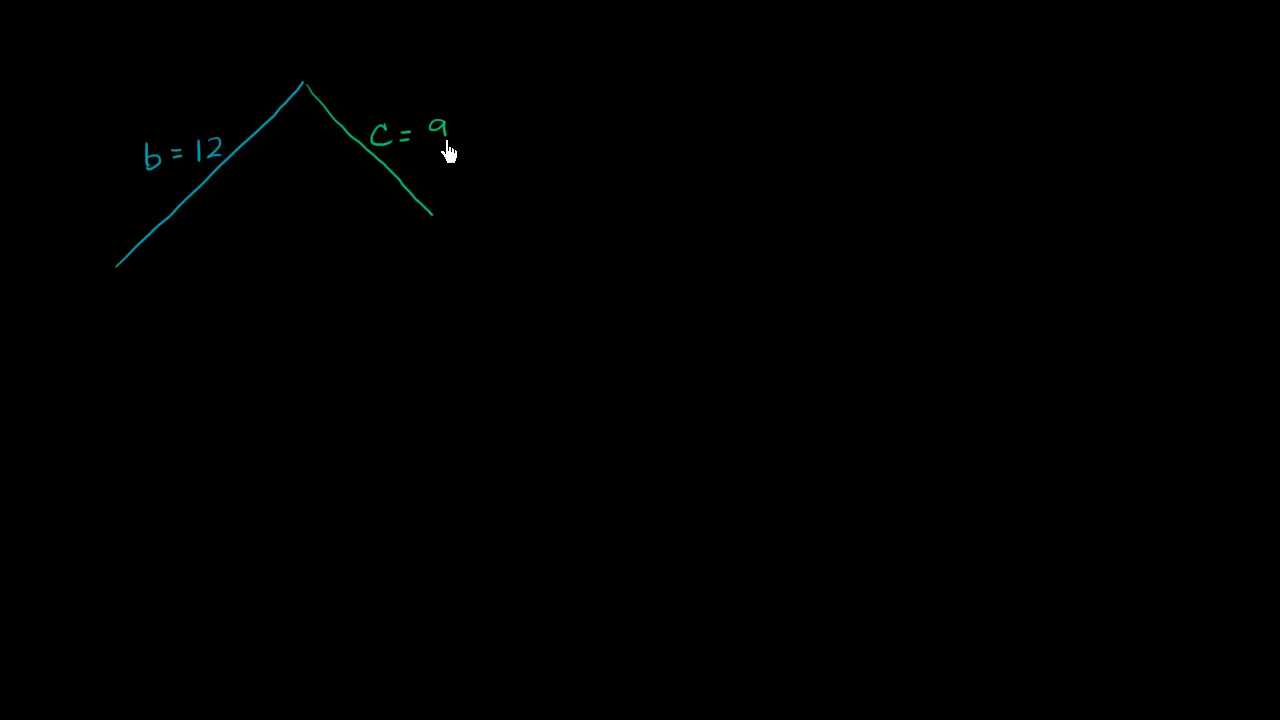 b = 12
c = 9